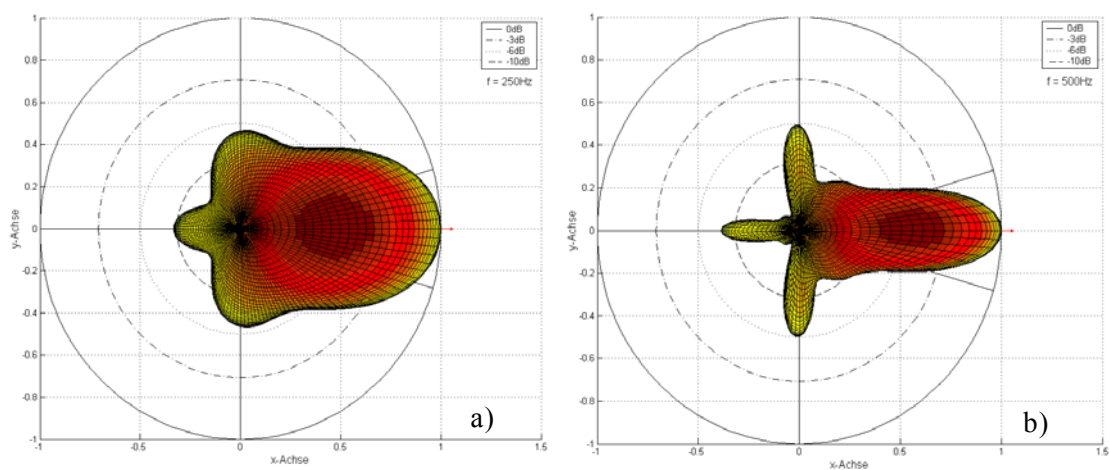 1
0.8
0.6
0.4
0.2
0
-0.2
-0.4
-0.6
-0.8
-1
y-Achse
-1 -0.5 0 0.5 1 1.5
x-Achse
0dB
-3dB
-6dB
-10dB
f = 250Hz
a)
1
0.8
0.6
0.4
0.2
0
-0.2
-0.4
-0.6
-0.8
-1
y-Achse
-1 -0.5 0 0.5 1 1.5
x-Achse
0dB
-3dB
-6dB
-10dB
f = 500Hz
b)